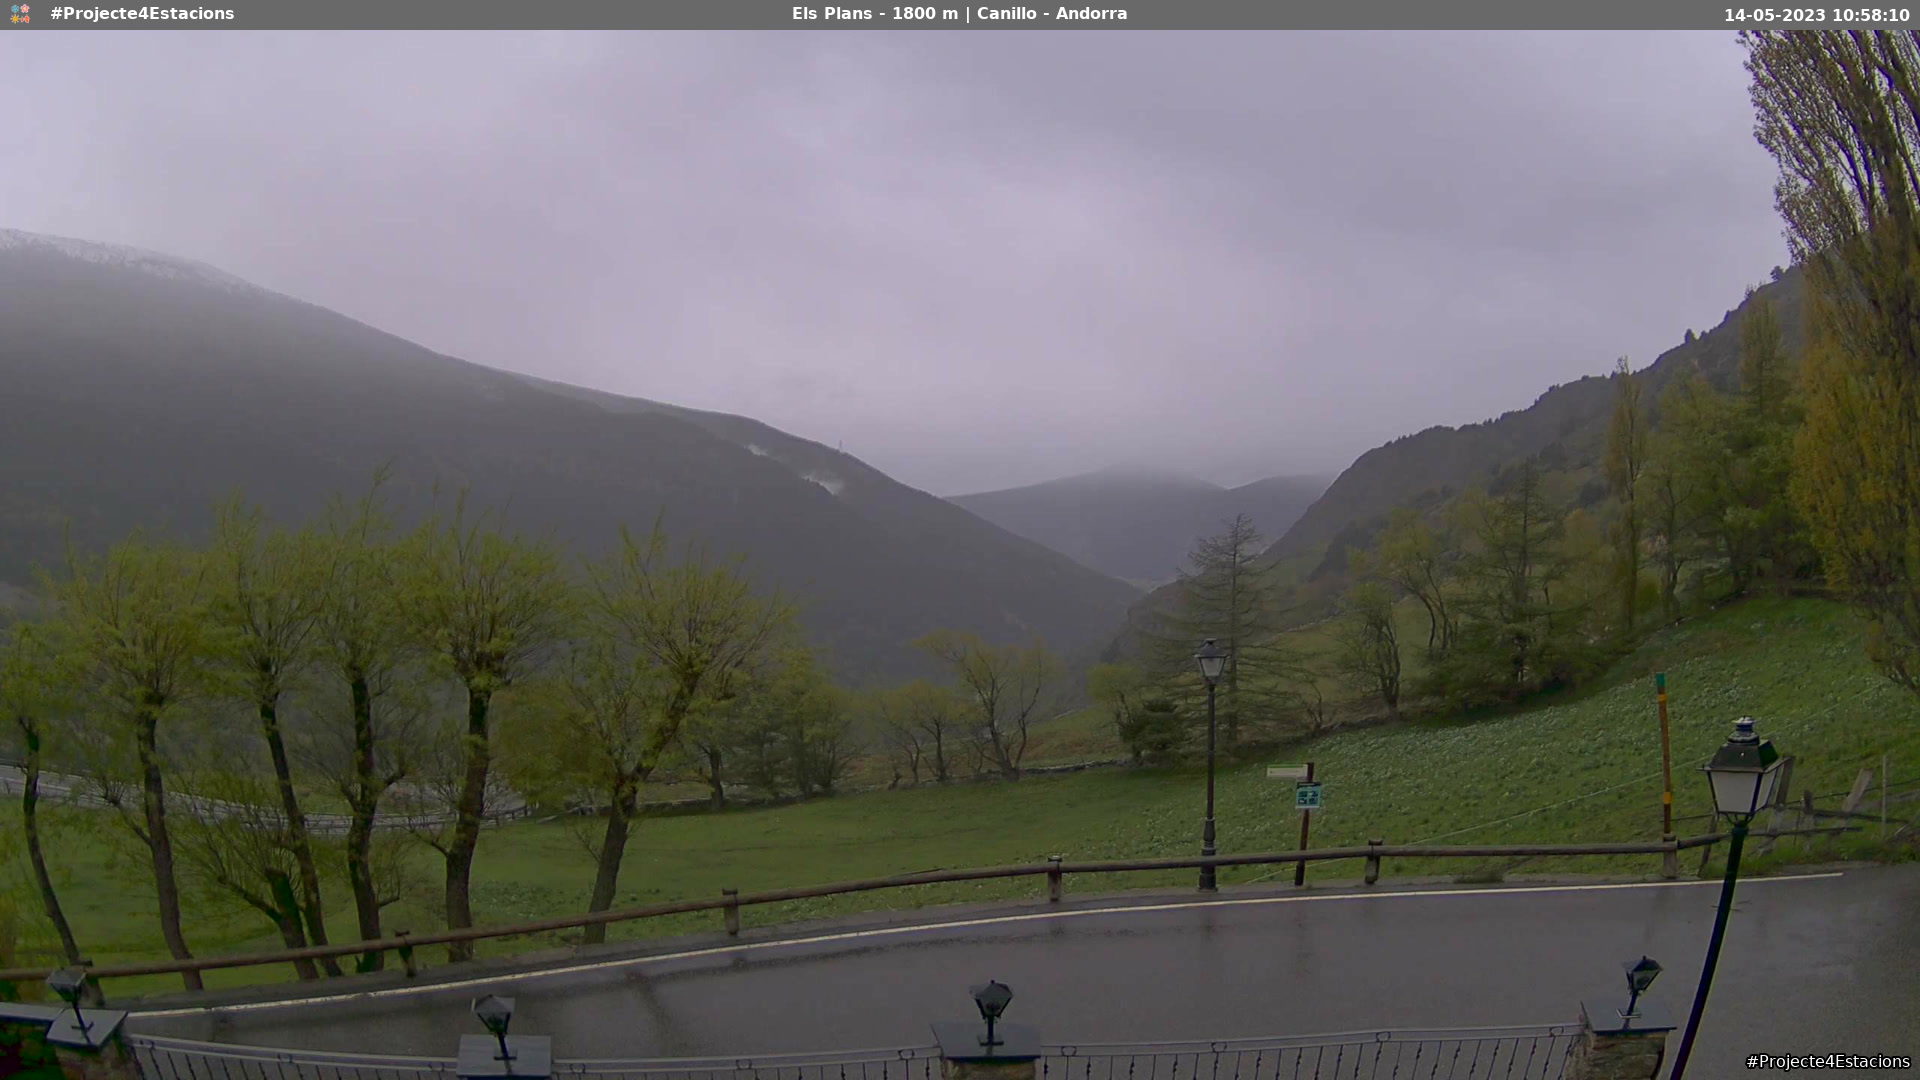 #Projecte4Estacions
Els Plans - 1800 m | Canillo - Andorra
14-05-2023 10:58:10
#Projecte4Estacions